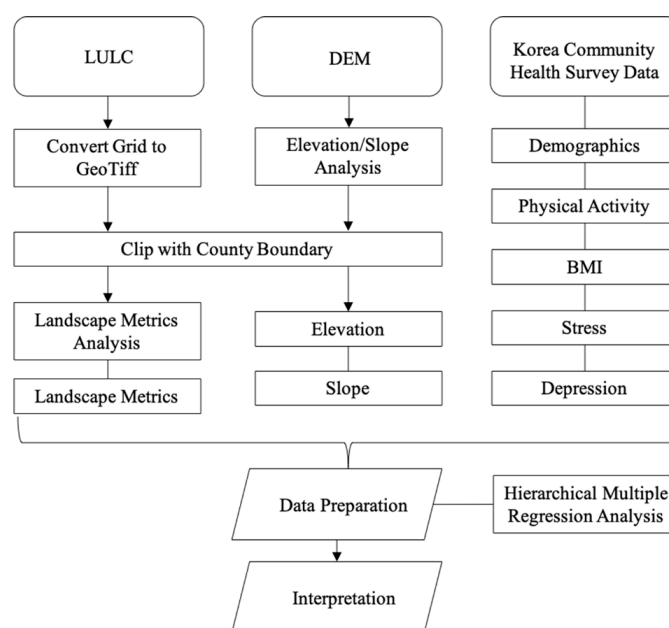 LULC
DEM
Korea Community
Health Survey Data
Convert Grid to
GeoTiff
Elevation/Slope
Analysis
Demographics
Physical Activity
Clip with County Boundary
BMI
Landscape Metrics
Analysis
Elevation
Stress
Landscape Metrics
Slope
Depression
Data Preparation
Hierarchical Multiple
Regression Analysis
Interpretation